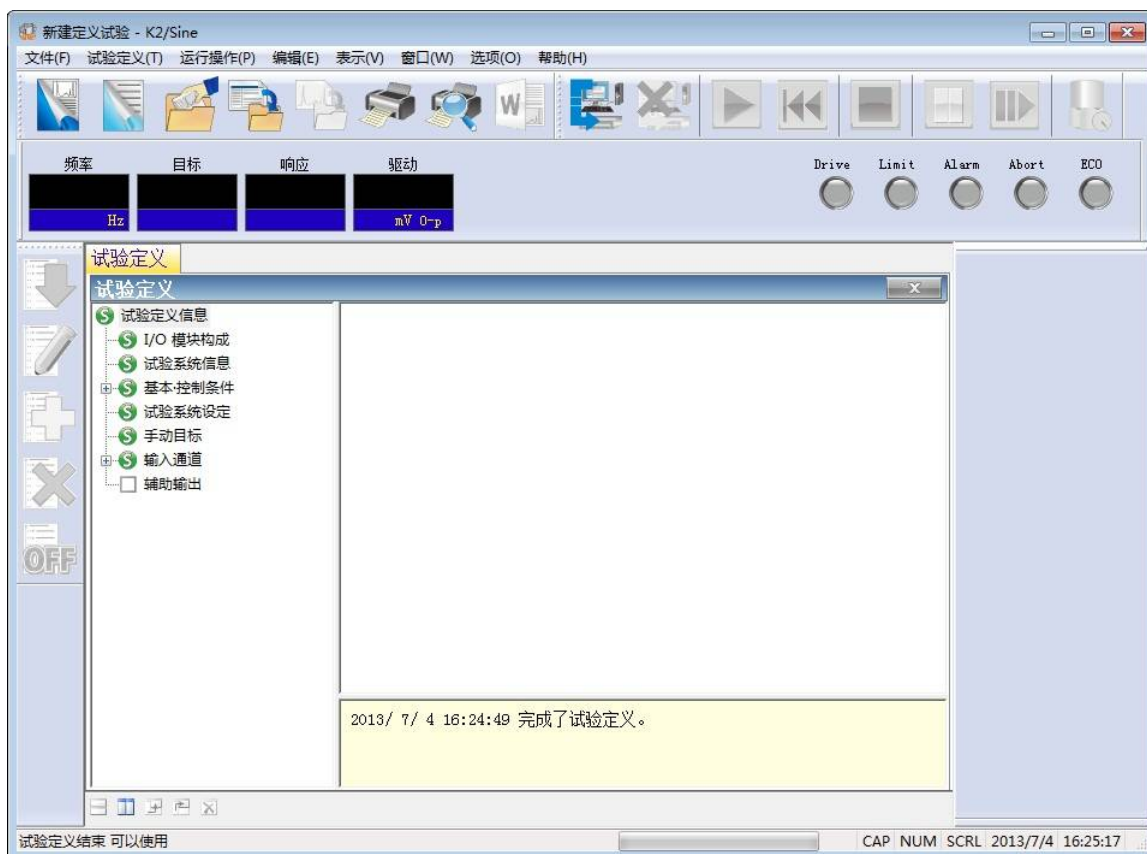 新建定义试验 - K2/Sine
文件(F) 试验定义(T) 运行操作(P) 编辑(E) 表示(V) 窗口(W) 选项(O) 帮助(H)
W
频率 目标 响应 驱动 Drive Limit Alarm Abort ECO
Hz mV 0-p
试验定义
试验定义
S 试验定义信息
S I/O 模块构成
S 试验系统信息
S 基本·控制条件
S 试验系统设定
S 手动目标
S 输入通道
辅助输出
OFF
2013/ 7/ 4 16:24:49 完成了试验定义。
试验定义结束 可以使用 CAP NUM SCRL 2013/7/4 16:25:17